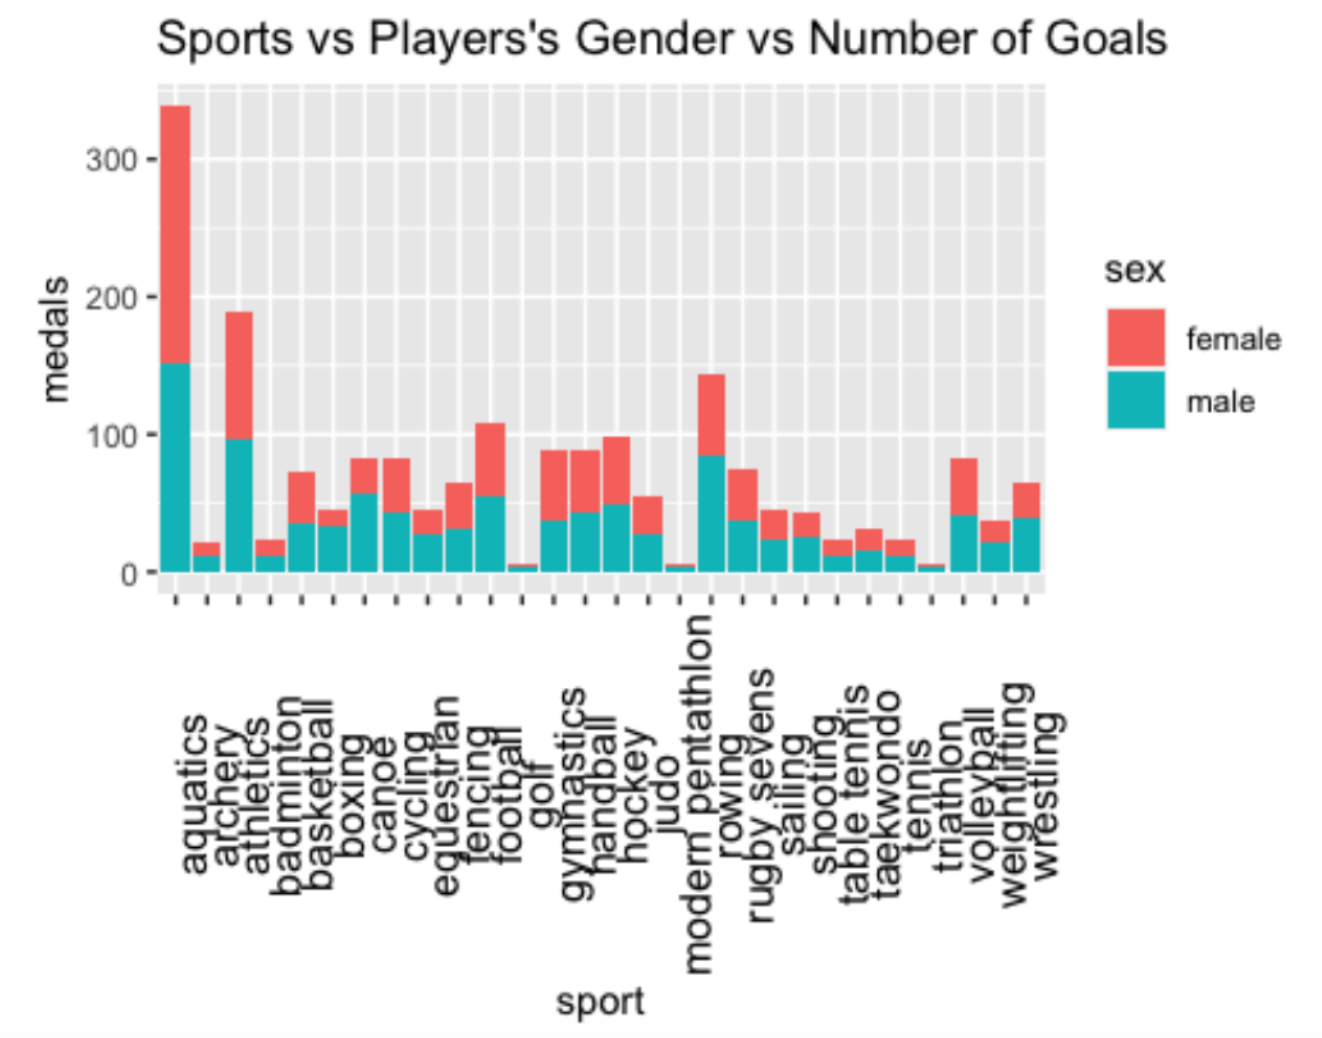 Sports vs Players's Gender vs Number of Goals
300
200
100
0
medals
sex
female
male
aquatics
archery
athletics
badminton
basketball
boxing
canoe
cycling
equestrian
fencing
football
golf
gymnastics
handball
hockey
judo
modern pentathlon
rowing
rugby sevens
sailing
shooting
table tennis
taekwondo
tennis
triathlon
volleyball
weightlifting
wrestling
sport